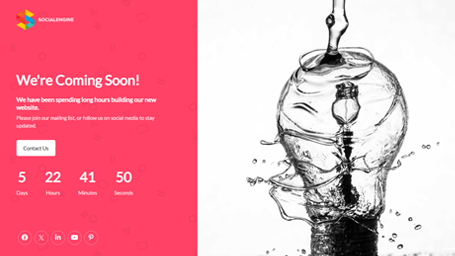 SOCIALENGINE
We're Coming Soon!
We have been spending long hours building our new
website.
Please join our mailing list, or follow us on social media to stay
updated.
Contact Us
5 22 41 50
Days Hours Minutes Seconds